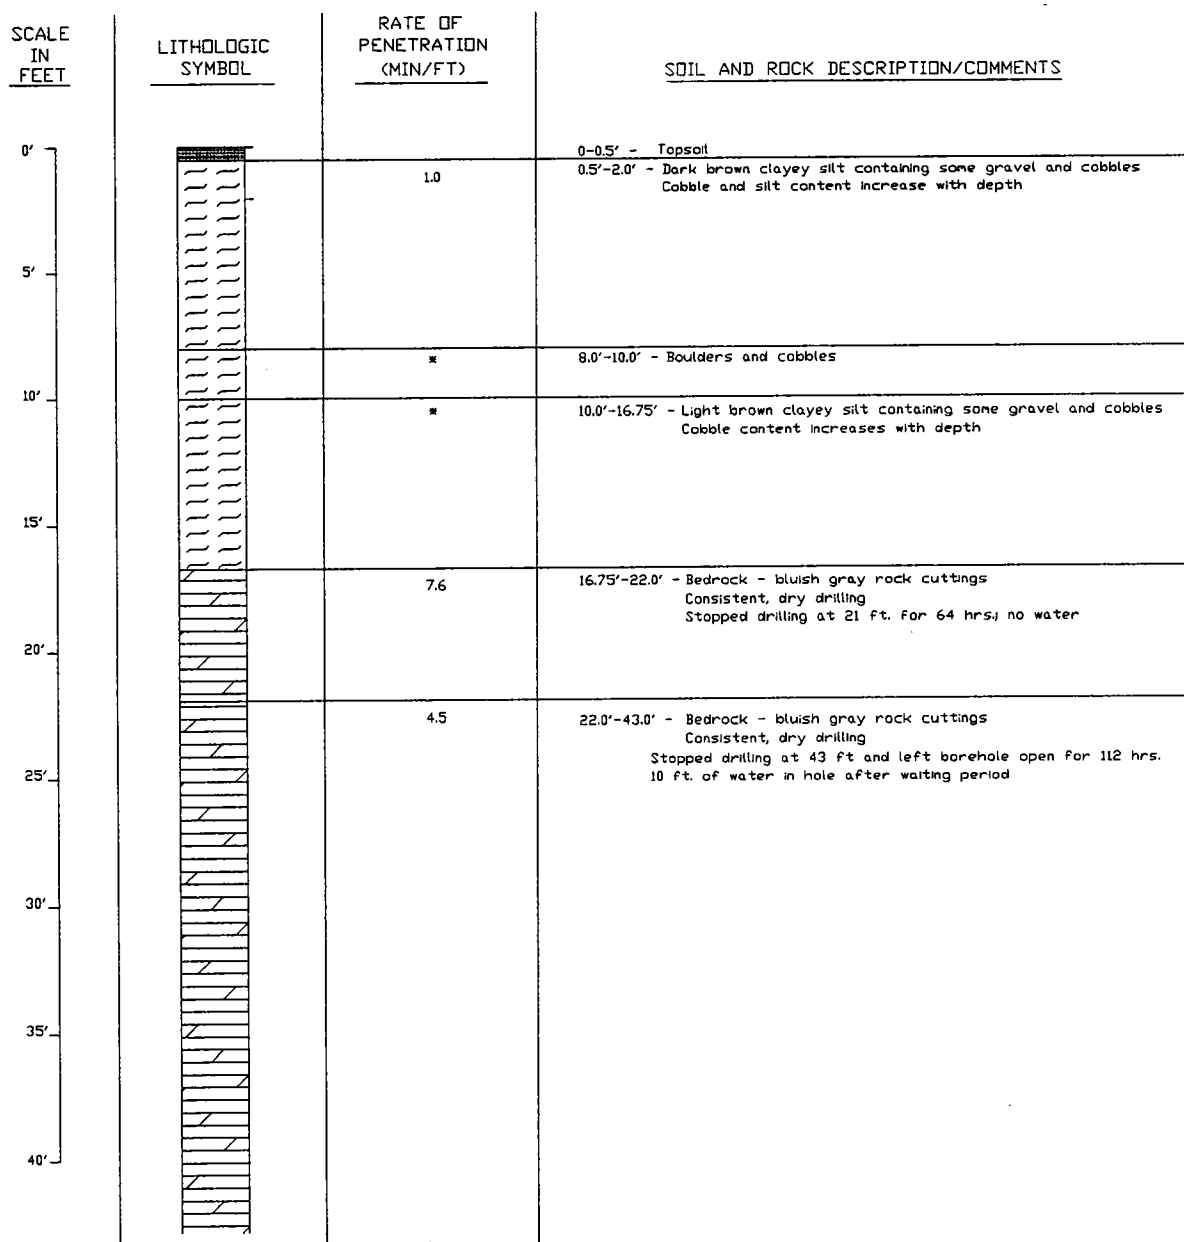 SCALE
IN
FEET
LITHOLOGIC
SYMBOL
RATE OF
PENETRATION
(MIN/FT)
SOIL AND ROCK DESCRIPTION/COMMENTS
0'
0-0.5' - Topsoil
0.5'-2.0' - Dark brown clayey silt containing some gravel and cobbles
1.0
Cobble and silt content increase with depth
5'
8.0'-10.0' - Boulders and cobbles
*
10'
10.0'-16.75' - Light brown clayey silt containing some gravel and cobbles
*
Cobble content increases with depth
15'
16.75'-22.0' - Bedrock - bluish gray rock cuttings
7.6
Consistent, dry drilling
Stopped drilling at 21 ft. for 64 hrs.; no water
20'
4.5
22.0'-43.0' - Bedrock - bluish gray rock cuttings
Consistent, dry drilling
Stopped drilling at 43 ft and left borehole open for 112 hrs.
25'
10 ft. of water in hole after waiting period
30'
35'
40'